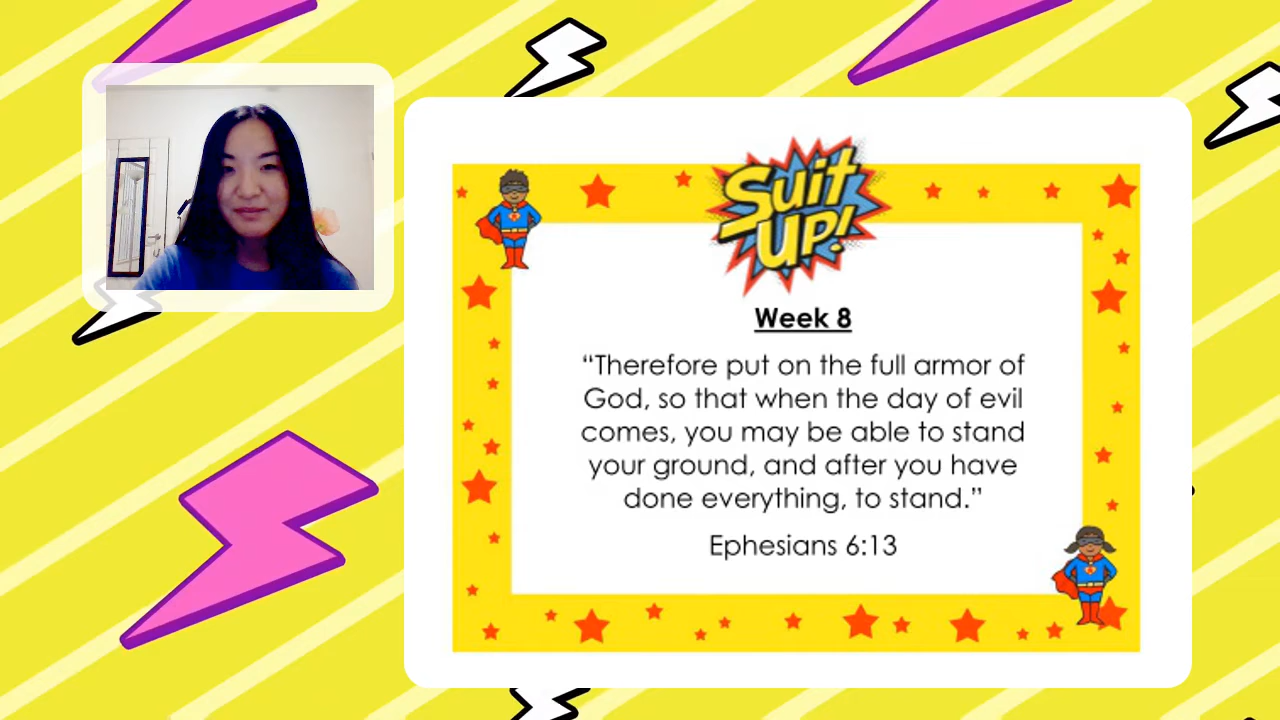 Suit
UP!
Week 8
“Therefore put on the full armor of
God, so that when the day of evil
comes, you may be able to stand
your ground, and after you have
done everything, to stand.”
Ephesians 6:13